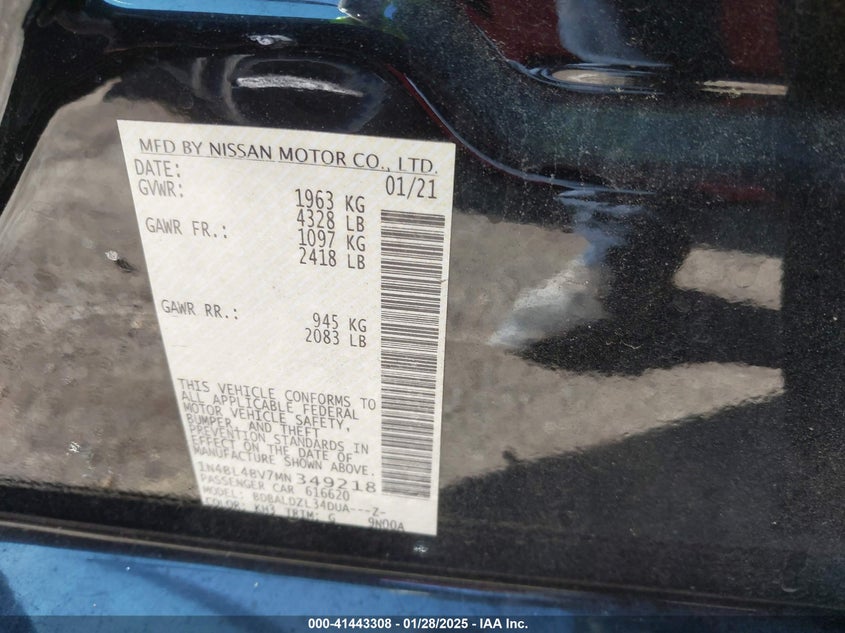 MFD BY NISSAN MOTOR CO., LTD.
DATE: 01/21
GVWR: 1963 KG
4328 LB
GAWR FR.: 1097 KG
2418 LB
GAWR RR.: 945 KG
2083 LB
THIS VEHICLE CONFORMS TO
ALL APPLICABLE FEDERAL
MOTOR VEHICLE SAFETY,
BUMPER, AND THEFT
PREVENTION STANDARDS IN
EFFECT ON THE DATE OF
MANUFACTURE SHOWN ABOVE.
1N4BL4BV7MN349218
PASSENGER CAR 616620
MODEL: BDBALDZL34DUA---Z-
COLOR: KH3 TRIM: G 9N00A
000-41443308 - 01/28/2025 - IAA Inc.